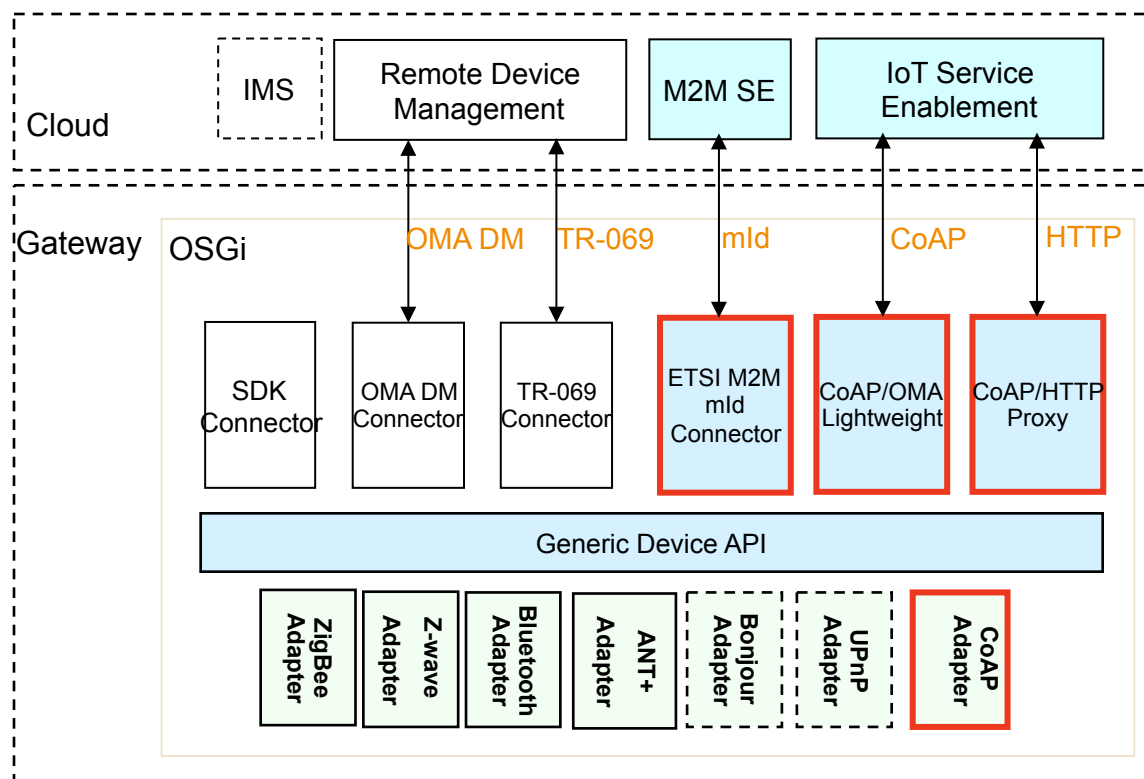 IMS
Remote Device
Management
M2M SE
IoT Service
Enablement
Cloud
Gateway
OSGi
OMA DM
TR-069
mId
CoAP
HTTP
SDK
Connector
OMA DM
Connector
TR-069
Connector
ETSI M2M
mId
Connector
CoAP/OMA
Lightweight
CoAP/HTTP
Proxy
Generic Device API
ZigBee
Adapter
Z-wave
Adapter
Bluetooth
Adapter
ANT+
Adapter
Bonjour
Adapter
UPnP
Adapter
CoAP
Adapter